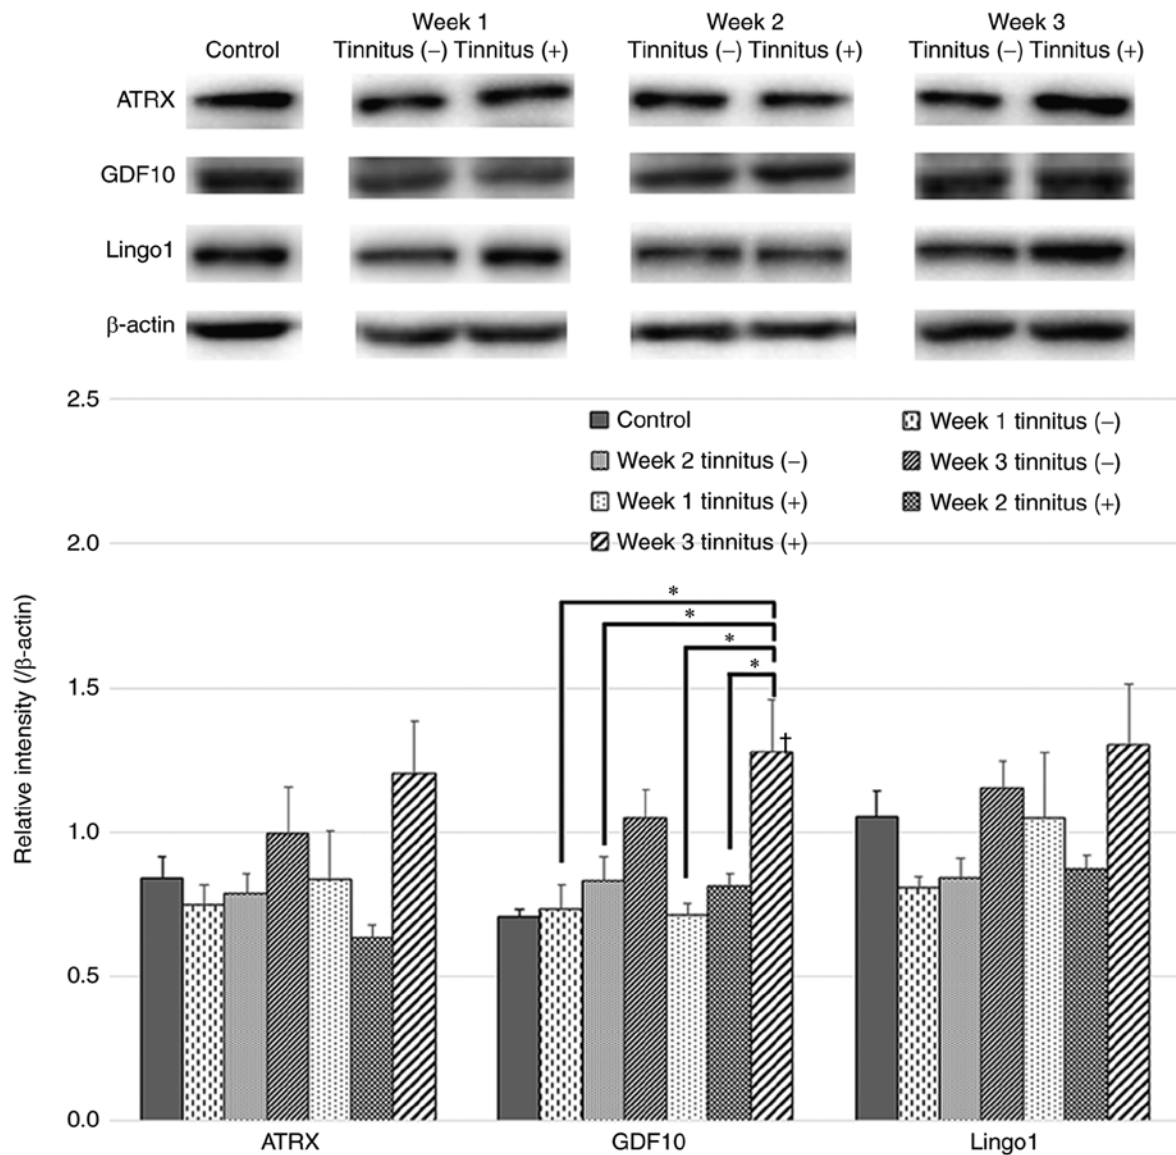 Week 1 Week 2 Week 3
Control Tinnitus (−) Tinnitus (+) Tinnitus (−) Tinnitus (+) Tinnitus (−) Tinnitus (+)
ATRX
GDF10
Lingo1
β-actin
2.5
Control
Week 1 tinnitus (−)
Week 2 tinnitus (−)
Week 3 tinnitus (−)
Week 1 tinnitus (+)
Week 2 tinnitus (+)
Week 3 tinnitus (+)
2.0
Relative intensity (/β-actin)
*
*
*
*
†
1.5
1.0
0.5
0.0
ATRX GDF10 Lingo1